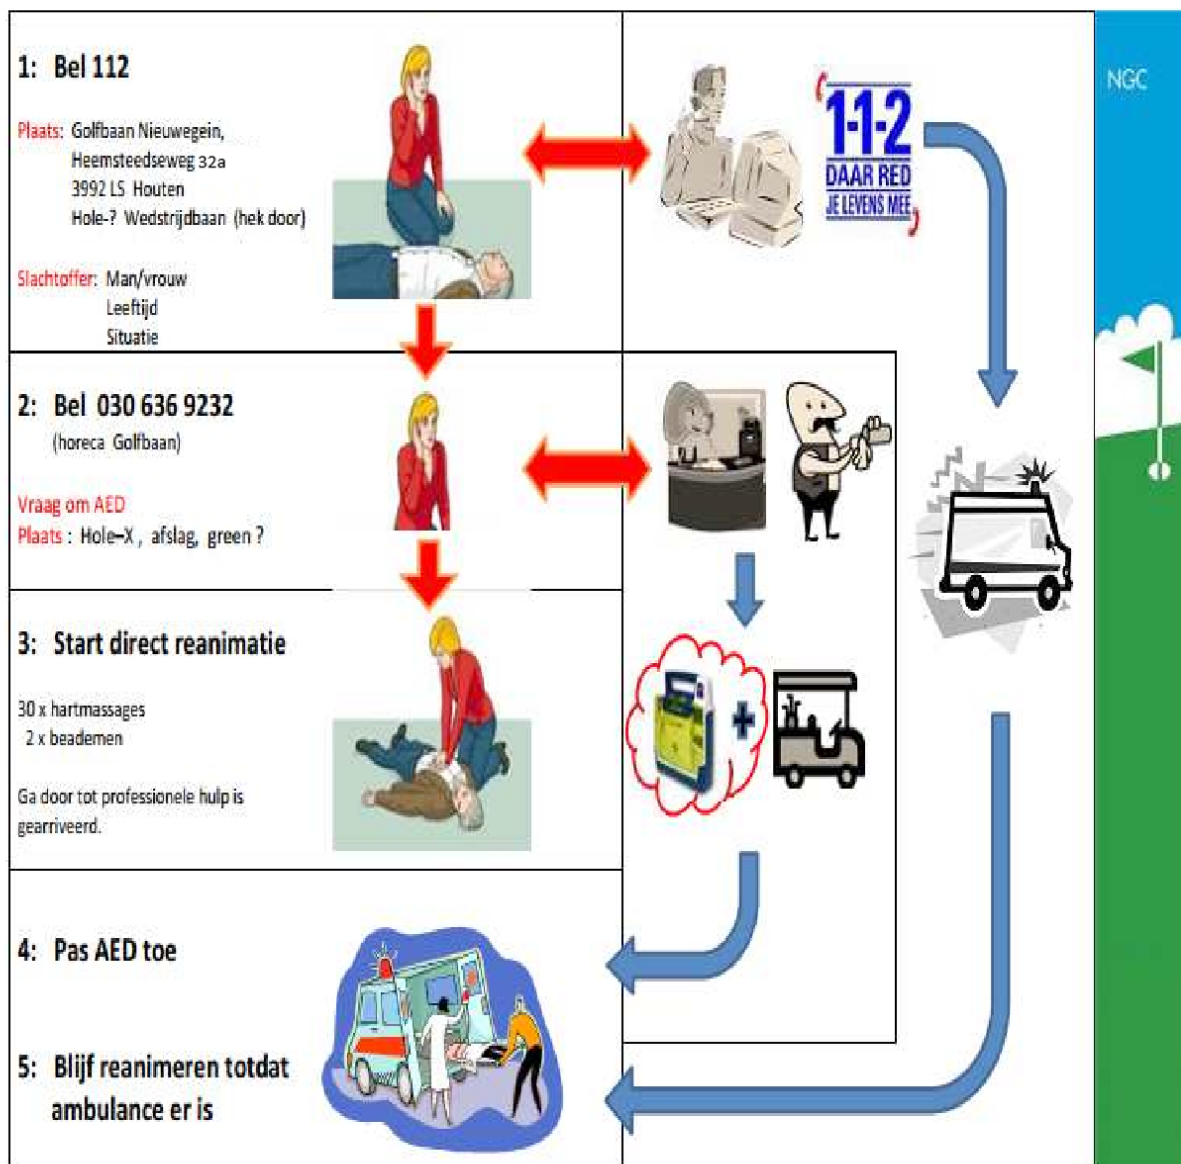 1: Bel 112
Plaats: Golfbaan Nieuwegein,
Heemsteedseweg 32a
3992 LS Houten
Hole-? Wedstrijdbaan (hek door)
Slachtoffer: Man/vrouw
Leeftijd
Situatie
1-1-2
DAAR RED
JE LEVENS MEE
NGC
2: Bel 030 636 9232
(horeca Golfbaan)
Vraag om AED
Plaats : Hole–X , afslag, green ?
3: Start direct reanimatie
30 x hartmassages
2 x beademen
Ga door tot professionele hulp is
gearriveerd.
4: Pas AED toe
5: Blijf reanimeren totdat
ambulance er is